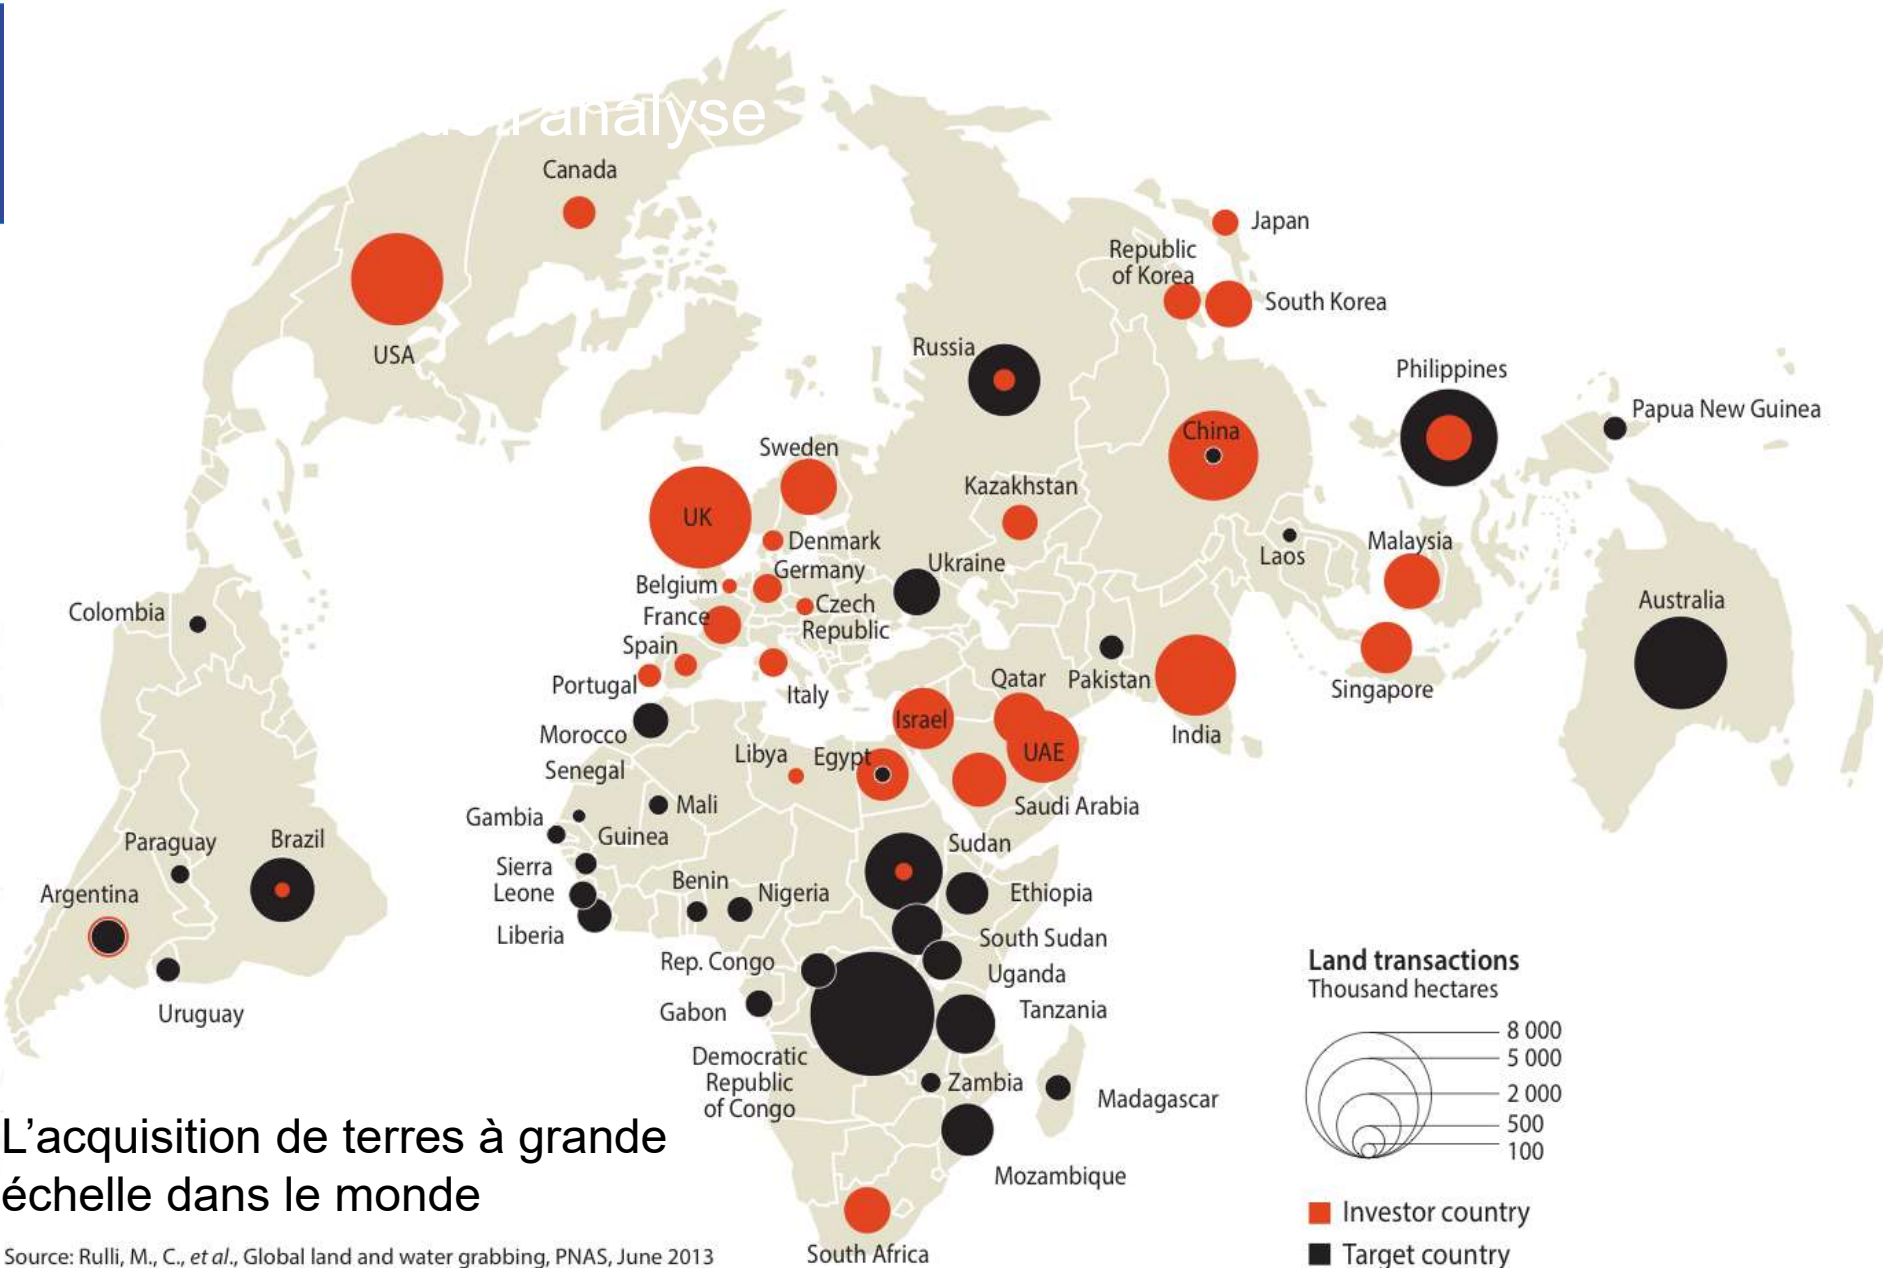 analyse
Canada
Japan
Republic
of Korea
South Korea
USA
Russia
Philippines
Papua New Guinea
China
Sweden
Kazakhstan
UK
Denmark
Germany
Ukraine
Laos
Malaysia
Belgium
Czech
Republic
France
Spain
Portugal
Italy
Colombia
Australia
Qatar
Pakistan
Singapore
Israel
India
UAE
Morocco
Senegal
Libya
Egypt
Saudi Arabia
Mali
Gambia
Guinea
Paraguay
Brazil
Sudan
Sierra
Leone
Benin
Nigeria
Ethiopia
Argentina
Liberia
South Sudan
Rep. Congo
Uganda
Gabon
Tanzania
Uruguay
Democratic
Republic
of Congo
Zambia
Madagascar
Mozambique
South Africa
Land transactions
Thousand hectares
8 000
5 000
2 000
500
100
Investor country
Target country
L’acquisition de terres à grande
échelle dans le monde
Source: Rulli, M., C., et al., Global land and water grabbing, PNAS, June 2013